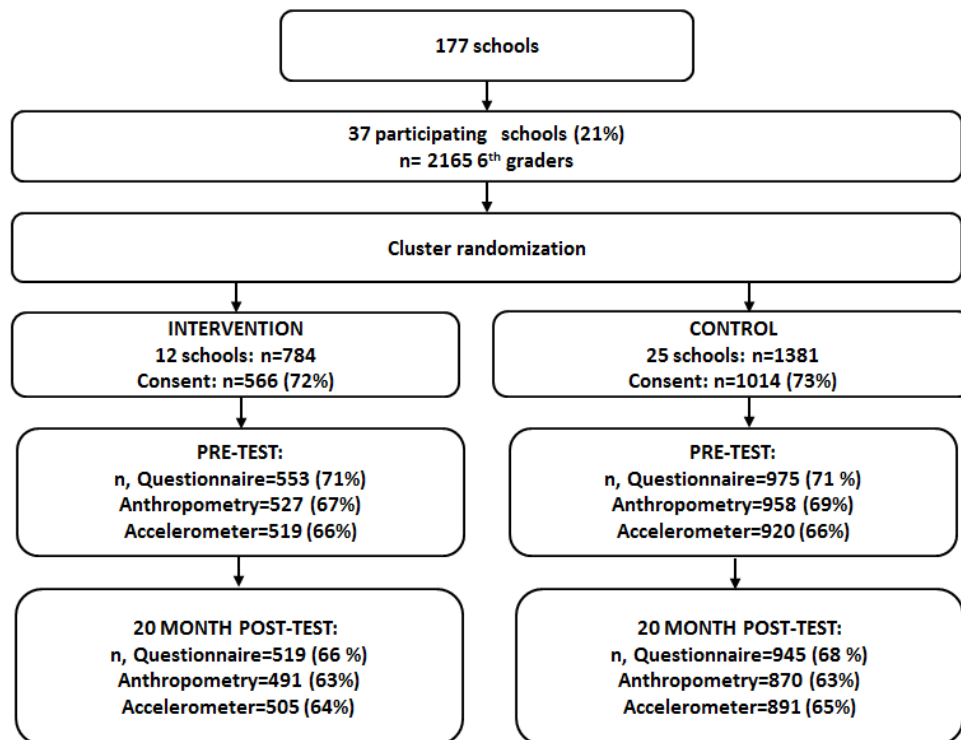 177 schools
37 participating schools (21%)
n= 2165 6th graders
Cluster randomization
INTERVENTION
12 schools: n=784
Consent: n=566 (72%)
CONTROL
25 schools: n=1381
Consent: n=1014 (73%)
PRE-TEST:
n, Questionnaire=553 (71%)
Anthropometry=527 (67%)
Accelerometer=519 (66%)
PRE-TEST:
n, Questionnaire=975 (71 %)
Anthropometry=958 (69%)
Accelerometer=920 (66%)
20 MONTH POST-TEST:
n, Questionnaire=519 (66 %)
Anthropometry=491 (63%)
Accelerometer=505 (64%)
20 MONTH POST-TEST:
n, Questionnaire=945 (68 %)
Anthropometry=870 (63%)
Accelerometer=891 (65%)